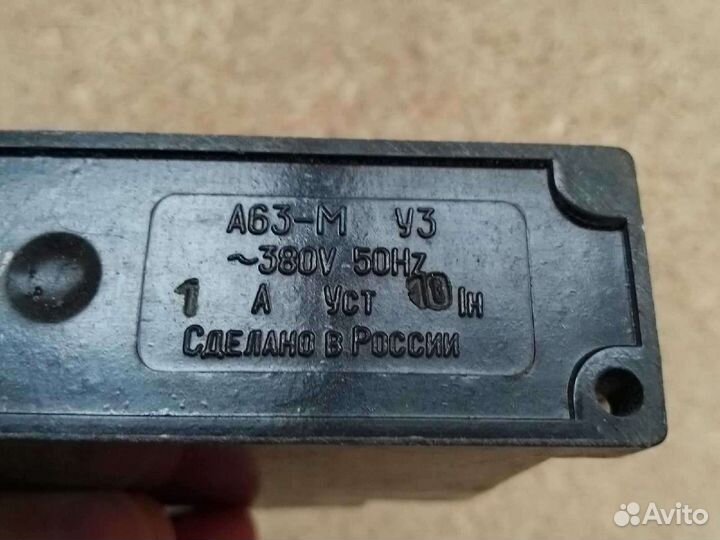 А63-М У3
~380V 50Hz
1 А Уст 10 Iн
Сделано в России
Avito